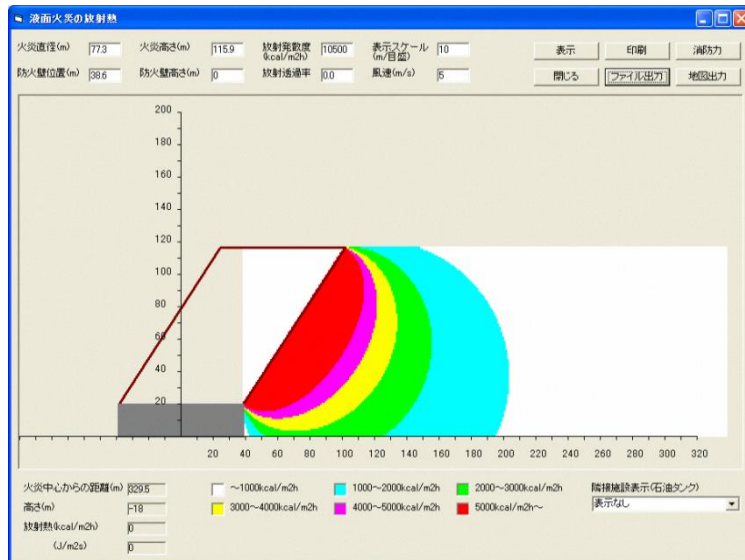 液面火災の放射熱
火炎直径(m) 77.3 火炎高さ(m) 115.9 放射発散度(kcal/m2h) 10500 表示スケール(m/目盛) 10 表示 印刷 消防力
防火壁位置(m) 38.6 防火壁高さ(m) 0 放射透過率 0.0 風速(m/s) 5 閉じる ファイル出力 地図出力
200
180
160
140
120
100
80
60
40
20
20 40 60 80 100 120 140 160 180 200 220 240 260 280 300 320
火炎中心からの距離(m) 329.5 ～1000kcal/m2h 1000～2000kcal/m2h 2000～3000kcal/m2h 隣接施設表示(石油タンク)
高さ(m) -18 3000～4000kcal/m2h 4000～5000kcal/m2h 5000kcal/m2h～ 表示なし
放射熱(kcal/m2h) 0
(J/m2s) 0